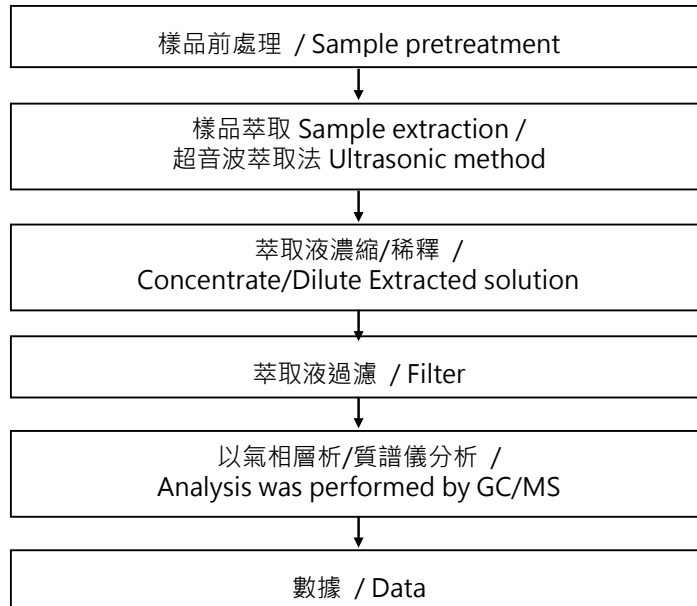 樣品前處理 / Sample pretreatment
樣品萃取 Sample extraction /
超音波萃取法 Ultrasonic method
萃取液濃縮/稀釋 /
Concentrate/Dilute Extracted solution
萃取液過濾 / Filter
以氣相層析/質譜儀分析 /
Analysis was performed by GC/MS
數據 / Data